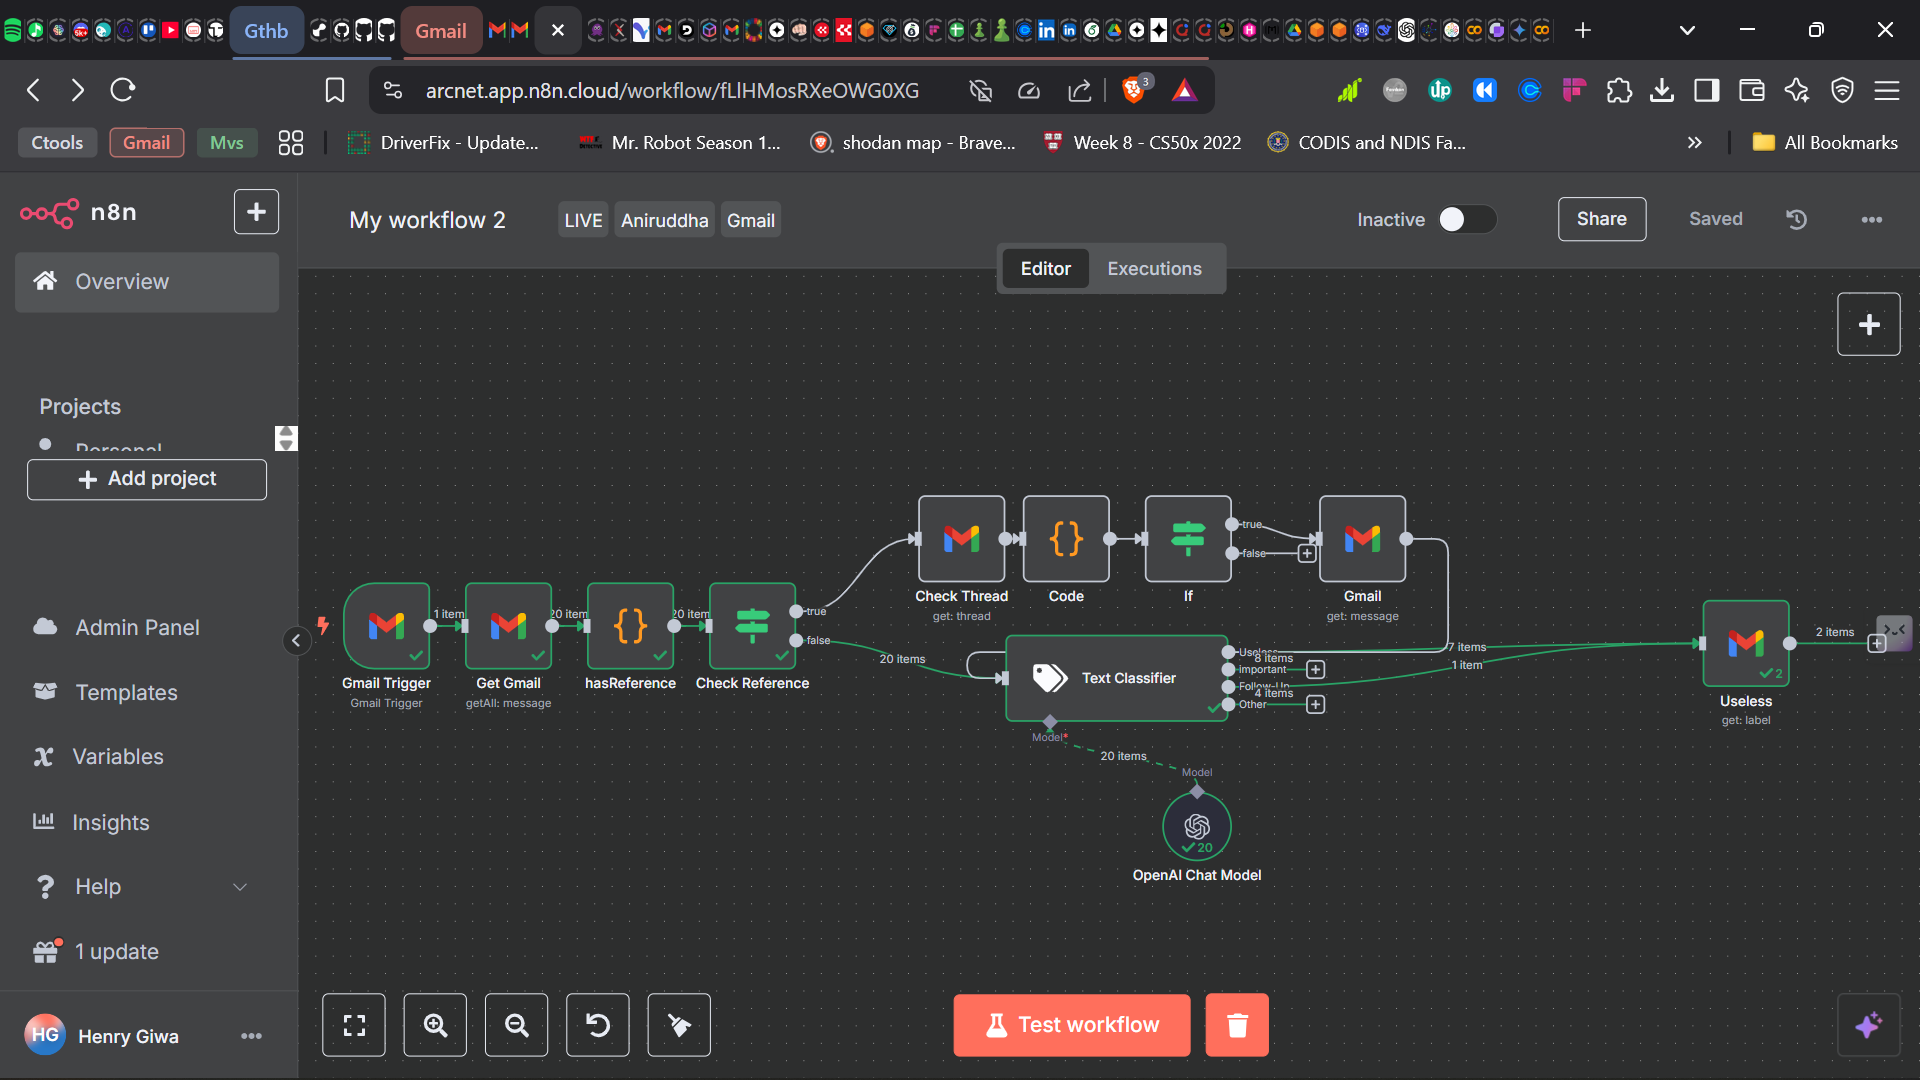 Gthb
Gmail
arcnet.app.n8n.cloud/workflow/fLlHMosRXeOWG0XG
3
Ctools
Gmail
Mvs
DriverFix - Update...
Mr. Robot Season 1...
shodan map - Brave...
Week 8 - CS50x 2022
CODIS and NDIS Fa...
All Bookmarks
n8n
My workflow 2
LIVE
Aniruddha
Gmail
Inactive
Share
Saved
Editor
Executions
Overview
Projects
Personal
Add project
Admin Panel
Templates
Variables
Insights
Help
1 update
HG
Henry Giwa
1 item
20 item
20 item
true
false
Gmail Trigger
Gmail Trigger
Get Gmail
getAll: message
hasReference
Check Reference
20 items
Check Thread
get: thread
Code
If
true
false
Gmail
get: message
Text Classifier
Useless
8 items
Important
Follow-Up
4 items
Other
7 items
1 item
Model*
20 items
Model
20
OpenAI Chat Model
2
Useless
get: label
2 items
Test workflow